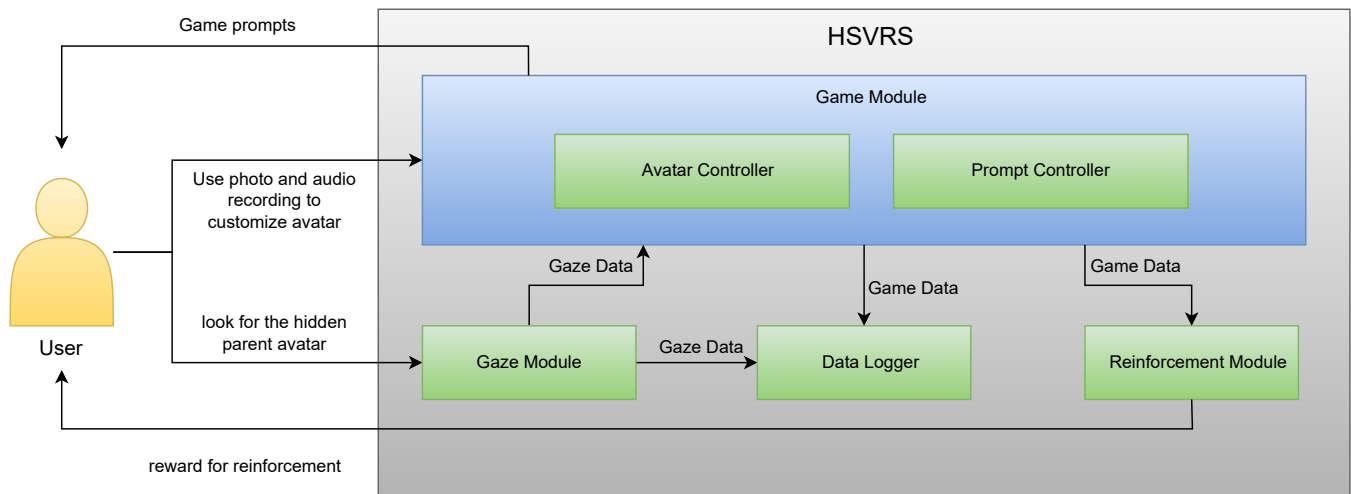 Game prompts
HSVRS
Game Module
Avatar Controller
Prompt Controller
Use photo and audio
recording to
customize avatar
Gaze Data
Game Data
Game Data
look for the hidden
parent avatar
User
Gaze Module
Gaze Data
Data Logger
Reinforcement Module
reward for reinforcement